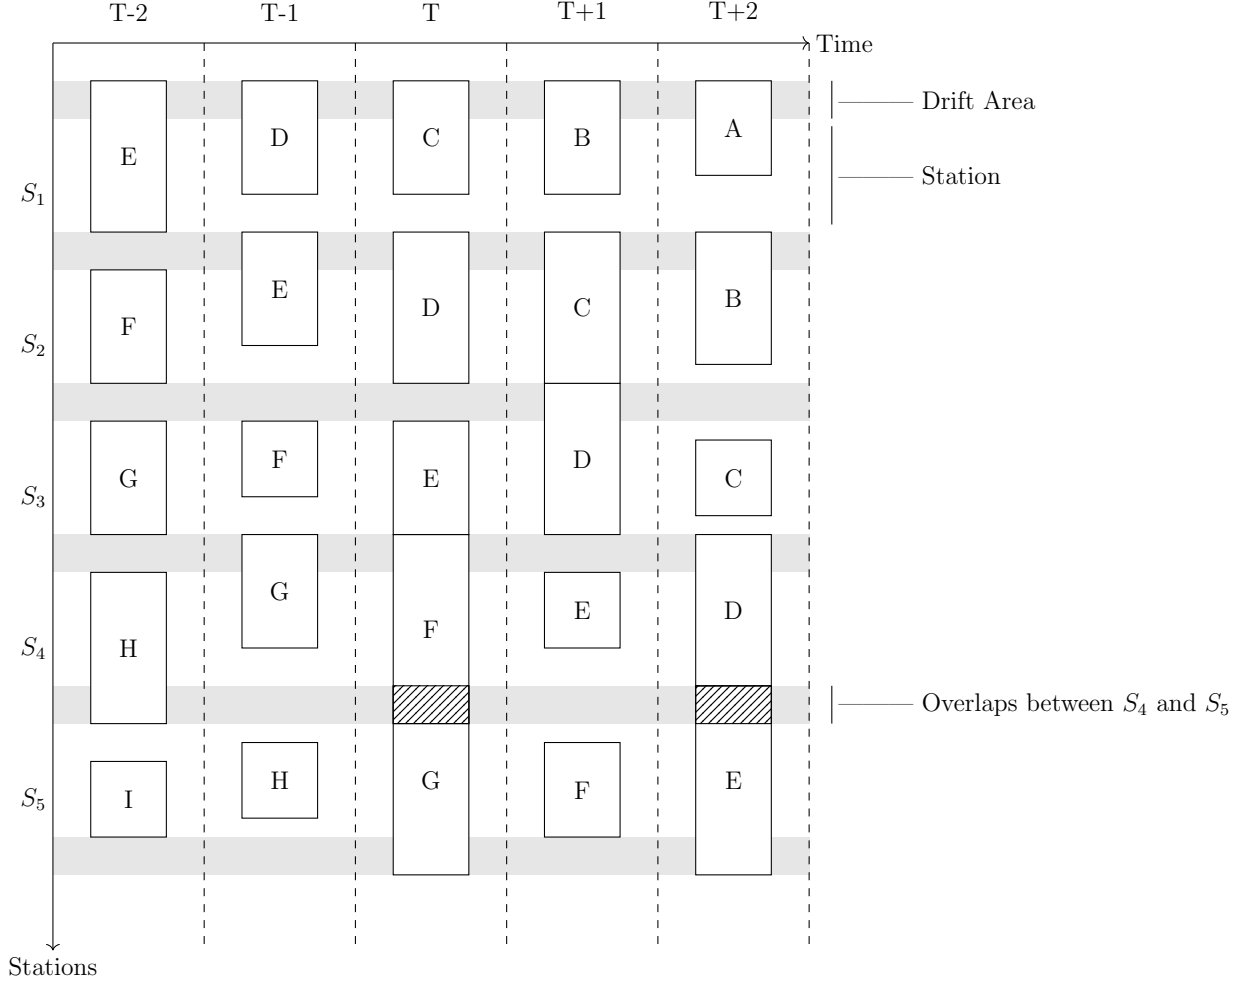 T-2 T-1 T T+1 T+2
Time
Drift Area
E D C B A
Station
S1
E D C B
F
S2
F E D C
G
S3
G E
F D
H
S4
Overlaps between S4 and S5
H G F
I
S5
E
Stations